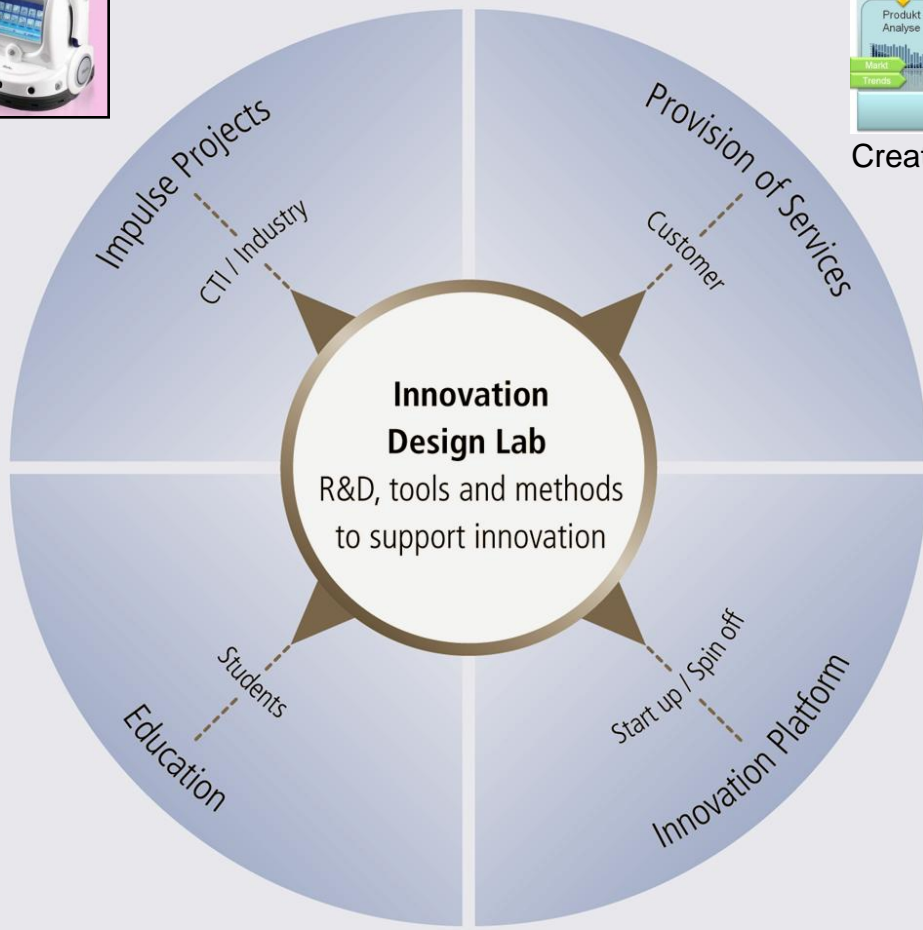 Produkt
Analyse
Markt
Trends
Creat
Impulse Projects
CTI / Industry
Provision of Services
Customer
Innovation
Design Lab
R&D, tools and methods
to support innovation
Students
Education
Start up / Spin off
Innovation Platform